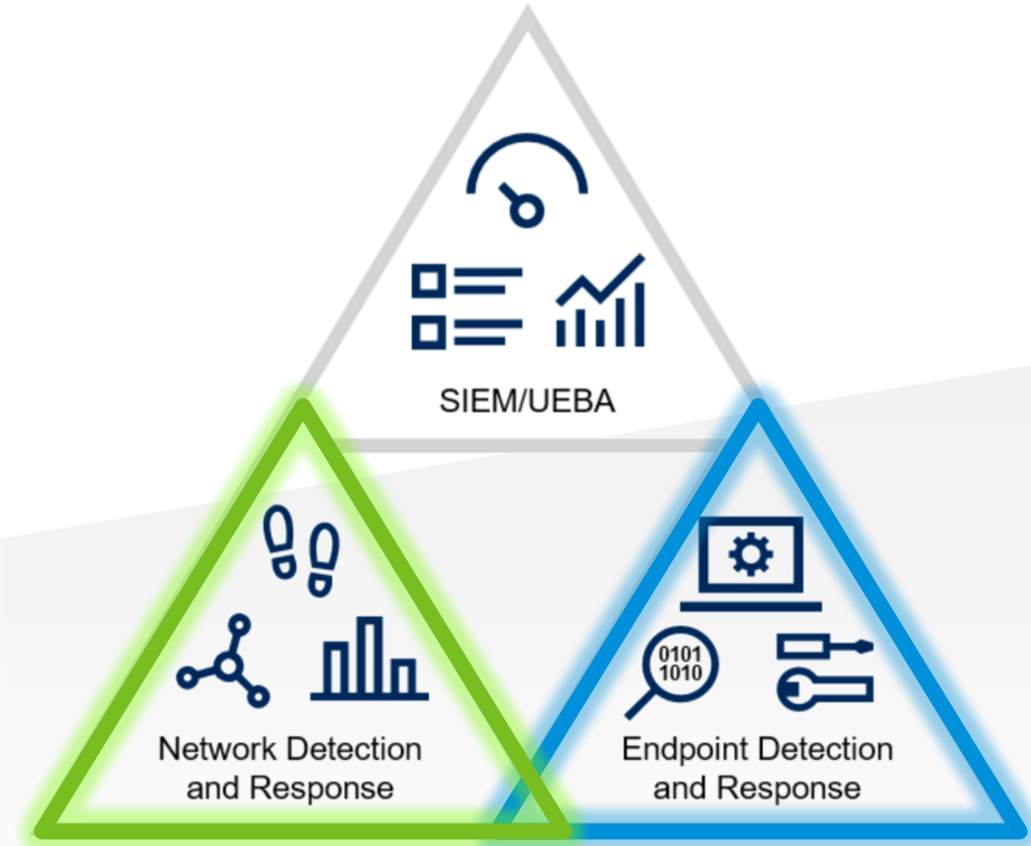 SIEM/UEBA
Network Detection
and Response
0101
1010
Endpoint Detection
and Response